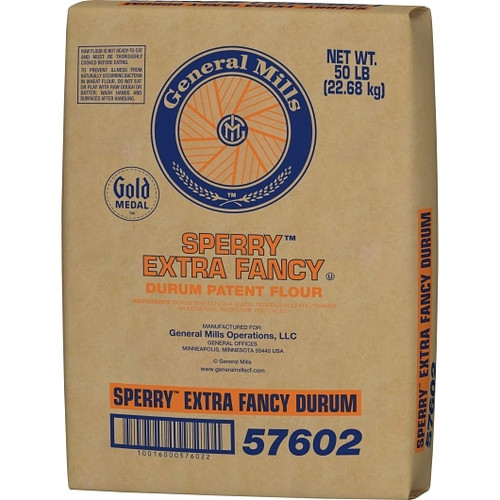 RAW FLOUR IS NOT READY-TO-EAT
AND MUST BE THOROUGHLY
COOKED BEFORE EATING.
TO PREVENT ILLNESS FROM
NATURALLY OCCURRING BACTERIA
IN WHEAT FLOUR, DO NOT EAT
OR PLAY WITH RAW DOUGH OR
BATTER; WASH HANDS AND
SURFACES AFTER HANDLING.
General Mills
GM
TM
NET WT.
50 LB
(22.68 kg)
Gold
MEDAL
TM
SPERRY™
EXTRA FANCY U
DURUM PATENT FLOUR
INGREDIENTS:
MANUFACTURED FOR:
General Mills Operations, LLC
GENERAL OFFICES
MINNEAPOLIS, MINNESOTA 55440 USA
© General Mills
www.generalmillscf.com
SPERRY™ EXTRA FANCY DURUM
10016000576022
57602
SPERRY™ EXTRA FANCY DURUM
57602